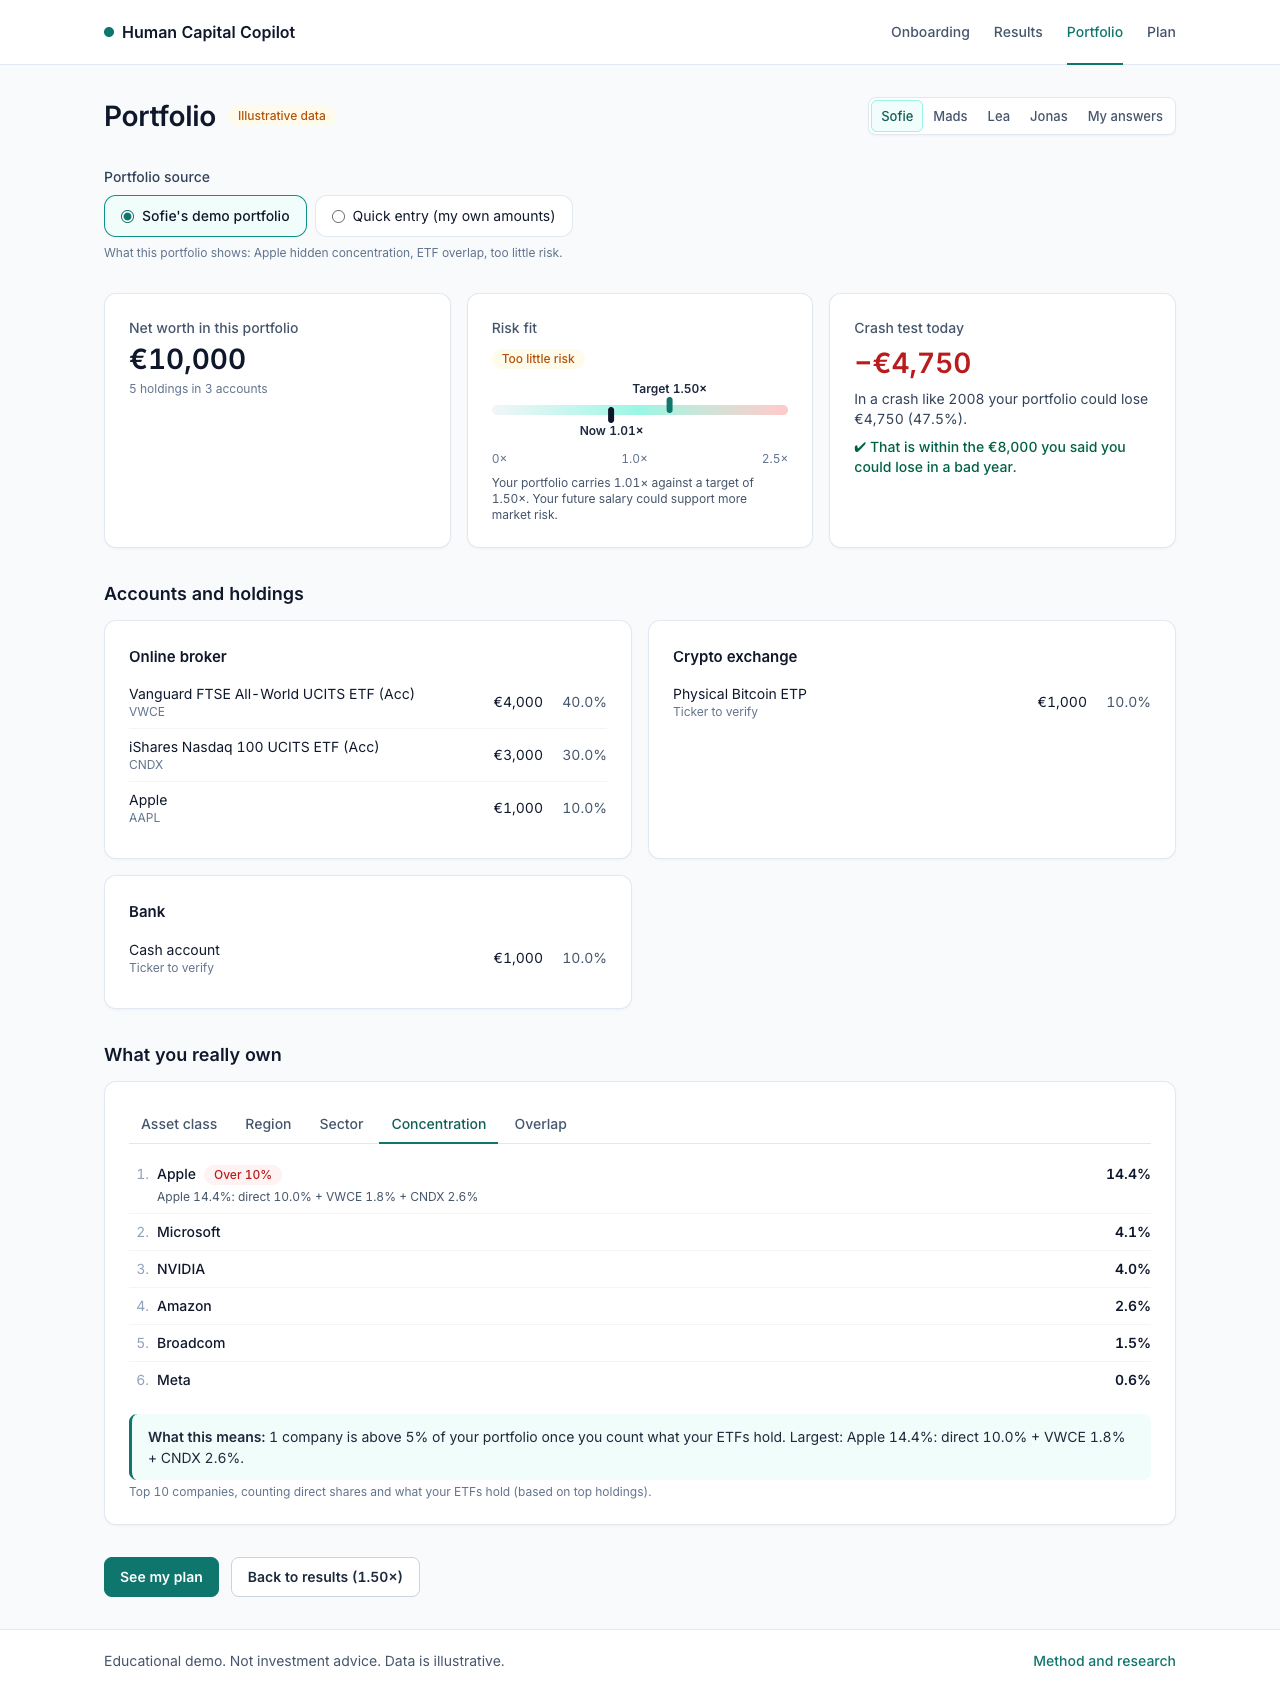 Human Capital Copilot
Onboarding Results Portfolio Plan
Portfolio Illustrative data
Sofie Mads Lea Jonas My answers
Portfolio source
Sofie's demo portfolio
Quick entry (my own amounts)
What this portfolio shows: Apple hidden concentration, ETF overlap, too little risk.
Net worth in this portfolio
€10,000
5 holdings in 3 accounts
Risk fit
Too little risk
Target 1.50×
Now 1.01×
0× 1.0× 2.5×
Your portfolio carries 1.01× against a target of
1.50×. Your future salary could support more
market risk.
Crash test today
−€4,750
In a crash like 2008 your portfolio could lose
€4,750 (47.5%).
✔ That is within the €8,000 you said you
could lose in a bad year.
Accounts and holdings
Online broker
Vanguard FTSE All-World UCITS ETF (Acc)
VWCE
€4,000 40.0%
iShares Nasdaq 100 UCITS ETF (Acc)
CNDX
€3,000 30.0%
Apple
AAPL
€1,000 10.0%
Crypto exchange
Physical Bitcoin ETP
Ticker to verify
€1,000 10.0%
Bank
Cash account
Ticker to verify
€1,000 10.0%
What you really own
Asset class Region Sector Concentration Overlap
1. Apple Over 10% 14.4%
Apple 14.4%: direct 10.0% + VWCE 1.8% + CNDX 2.6%
2. Microsoft 4.1%
3. NVIDIA 4.0%
4. Amazon 2.6%
5. Broadcom 1.5%
6. Meta 0.6%
What this means: 1 company is above 5% of your portfolio once you count what your ETFs hold. Largest: Apple 14.4%: direct 10.0% + VWCE 1.8%
+ CNDX 2.6%.
Top 10 companies, counting direct shares and what your ETFs hold (based on top holdings).
See my plan
Back to results (1.50×)
Educational demo. Not investment advice. Data is illustrative.
Method and research